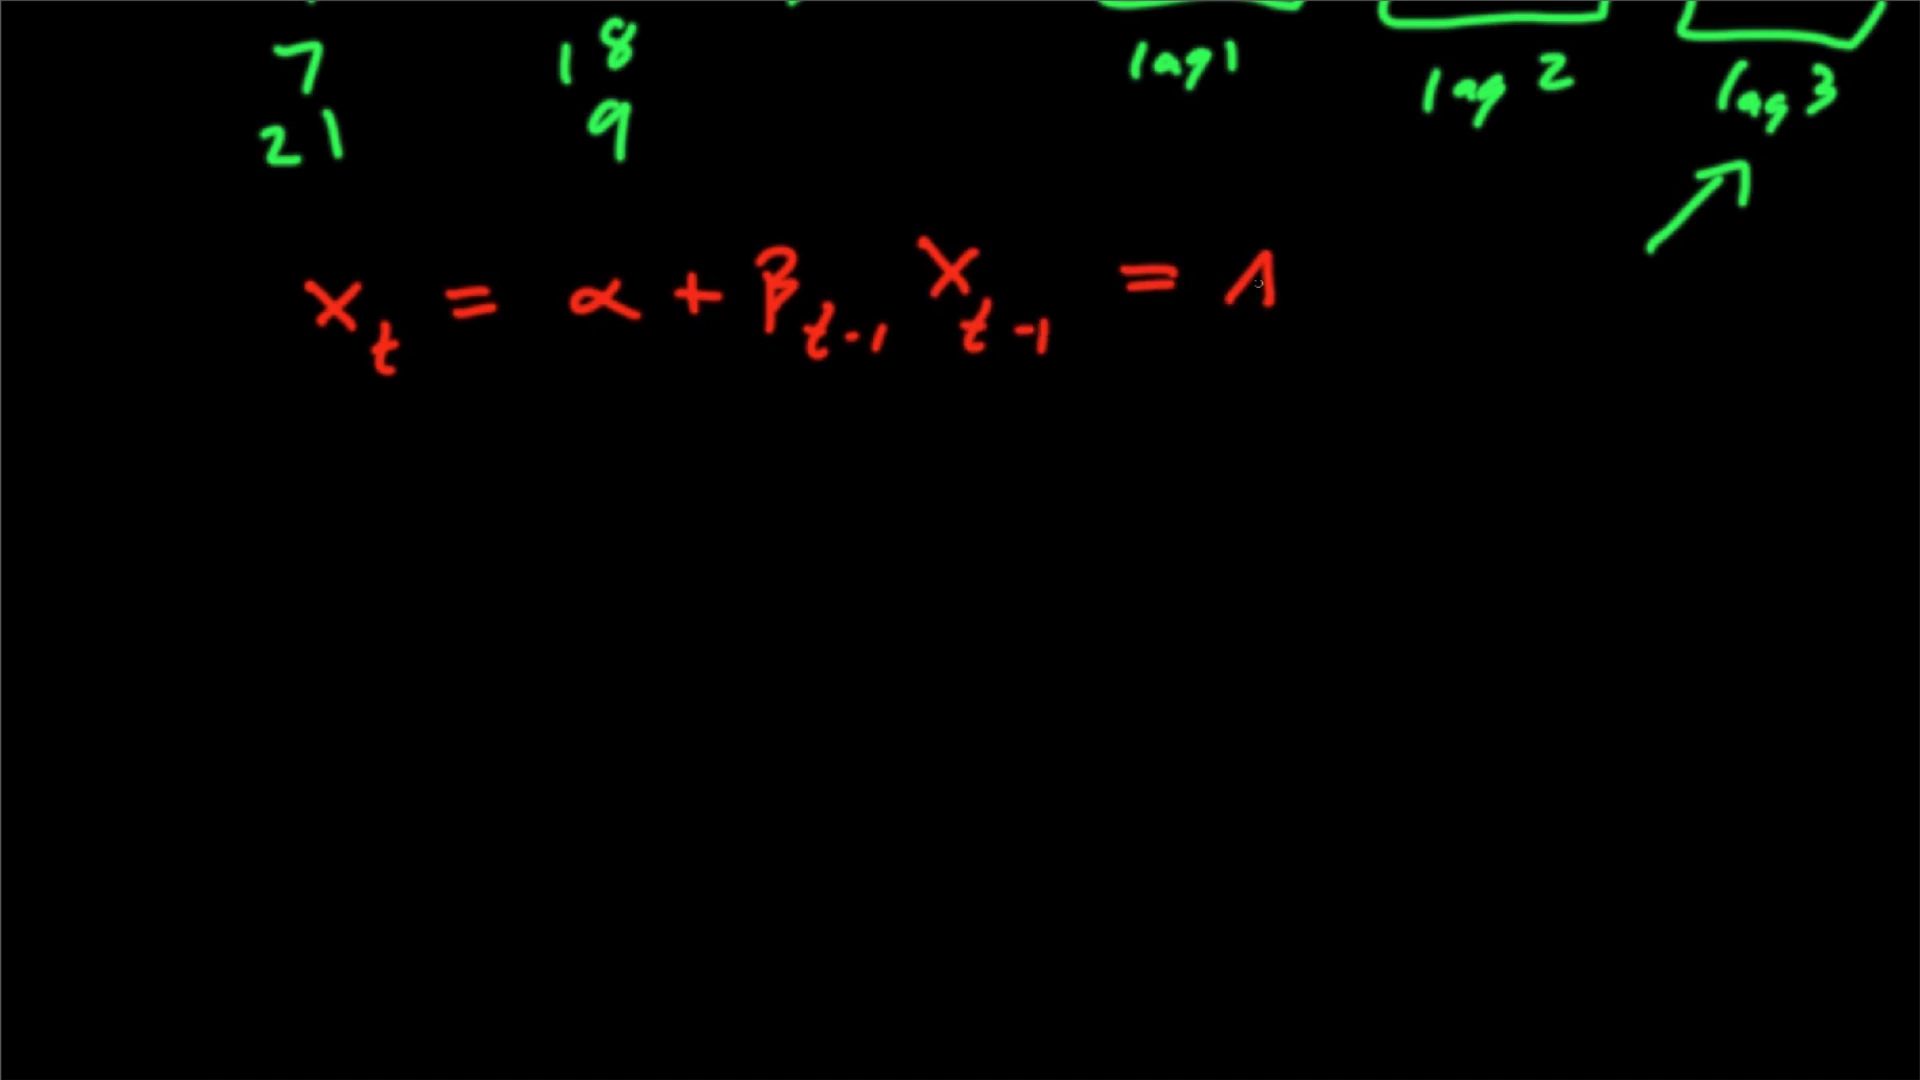 7 18 lag 1 lag 2 lag 3
21 9
x_t = α + β_{t-1} x_{t-1} =